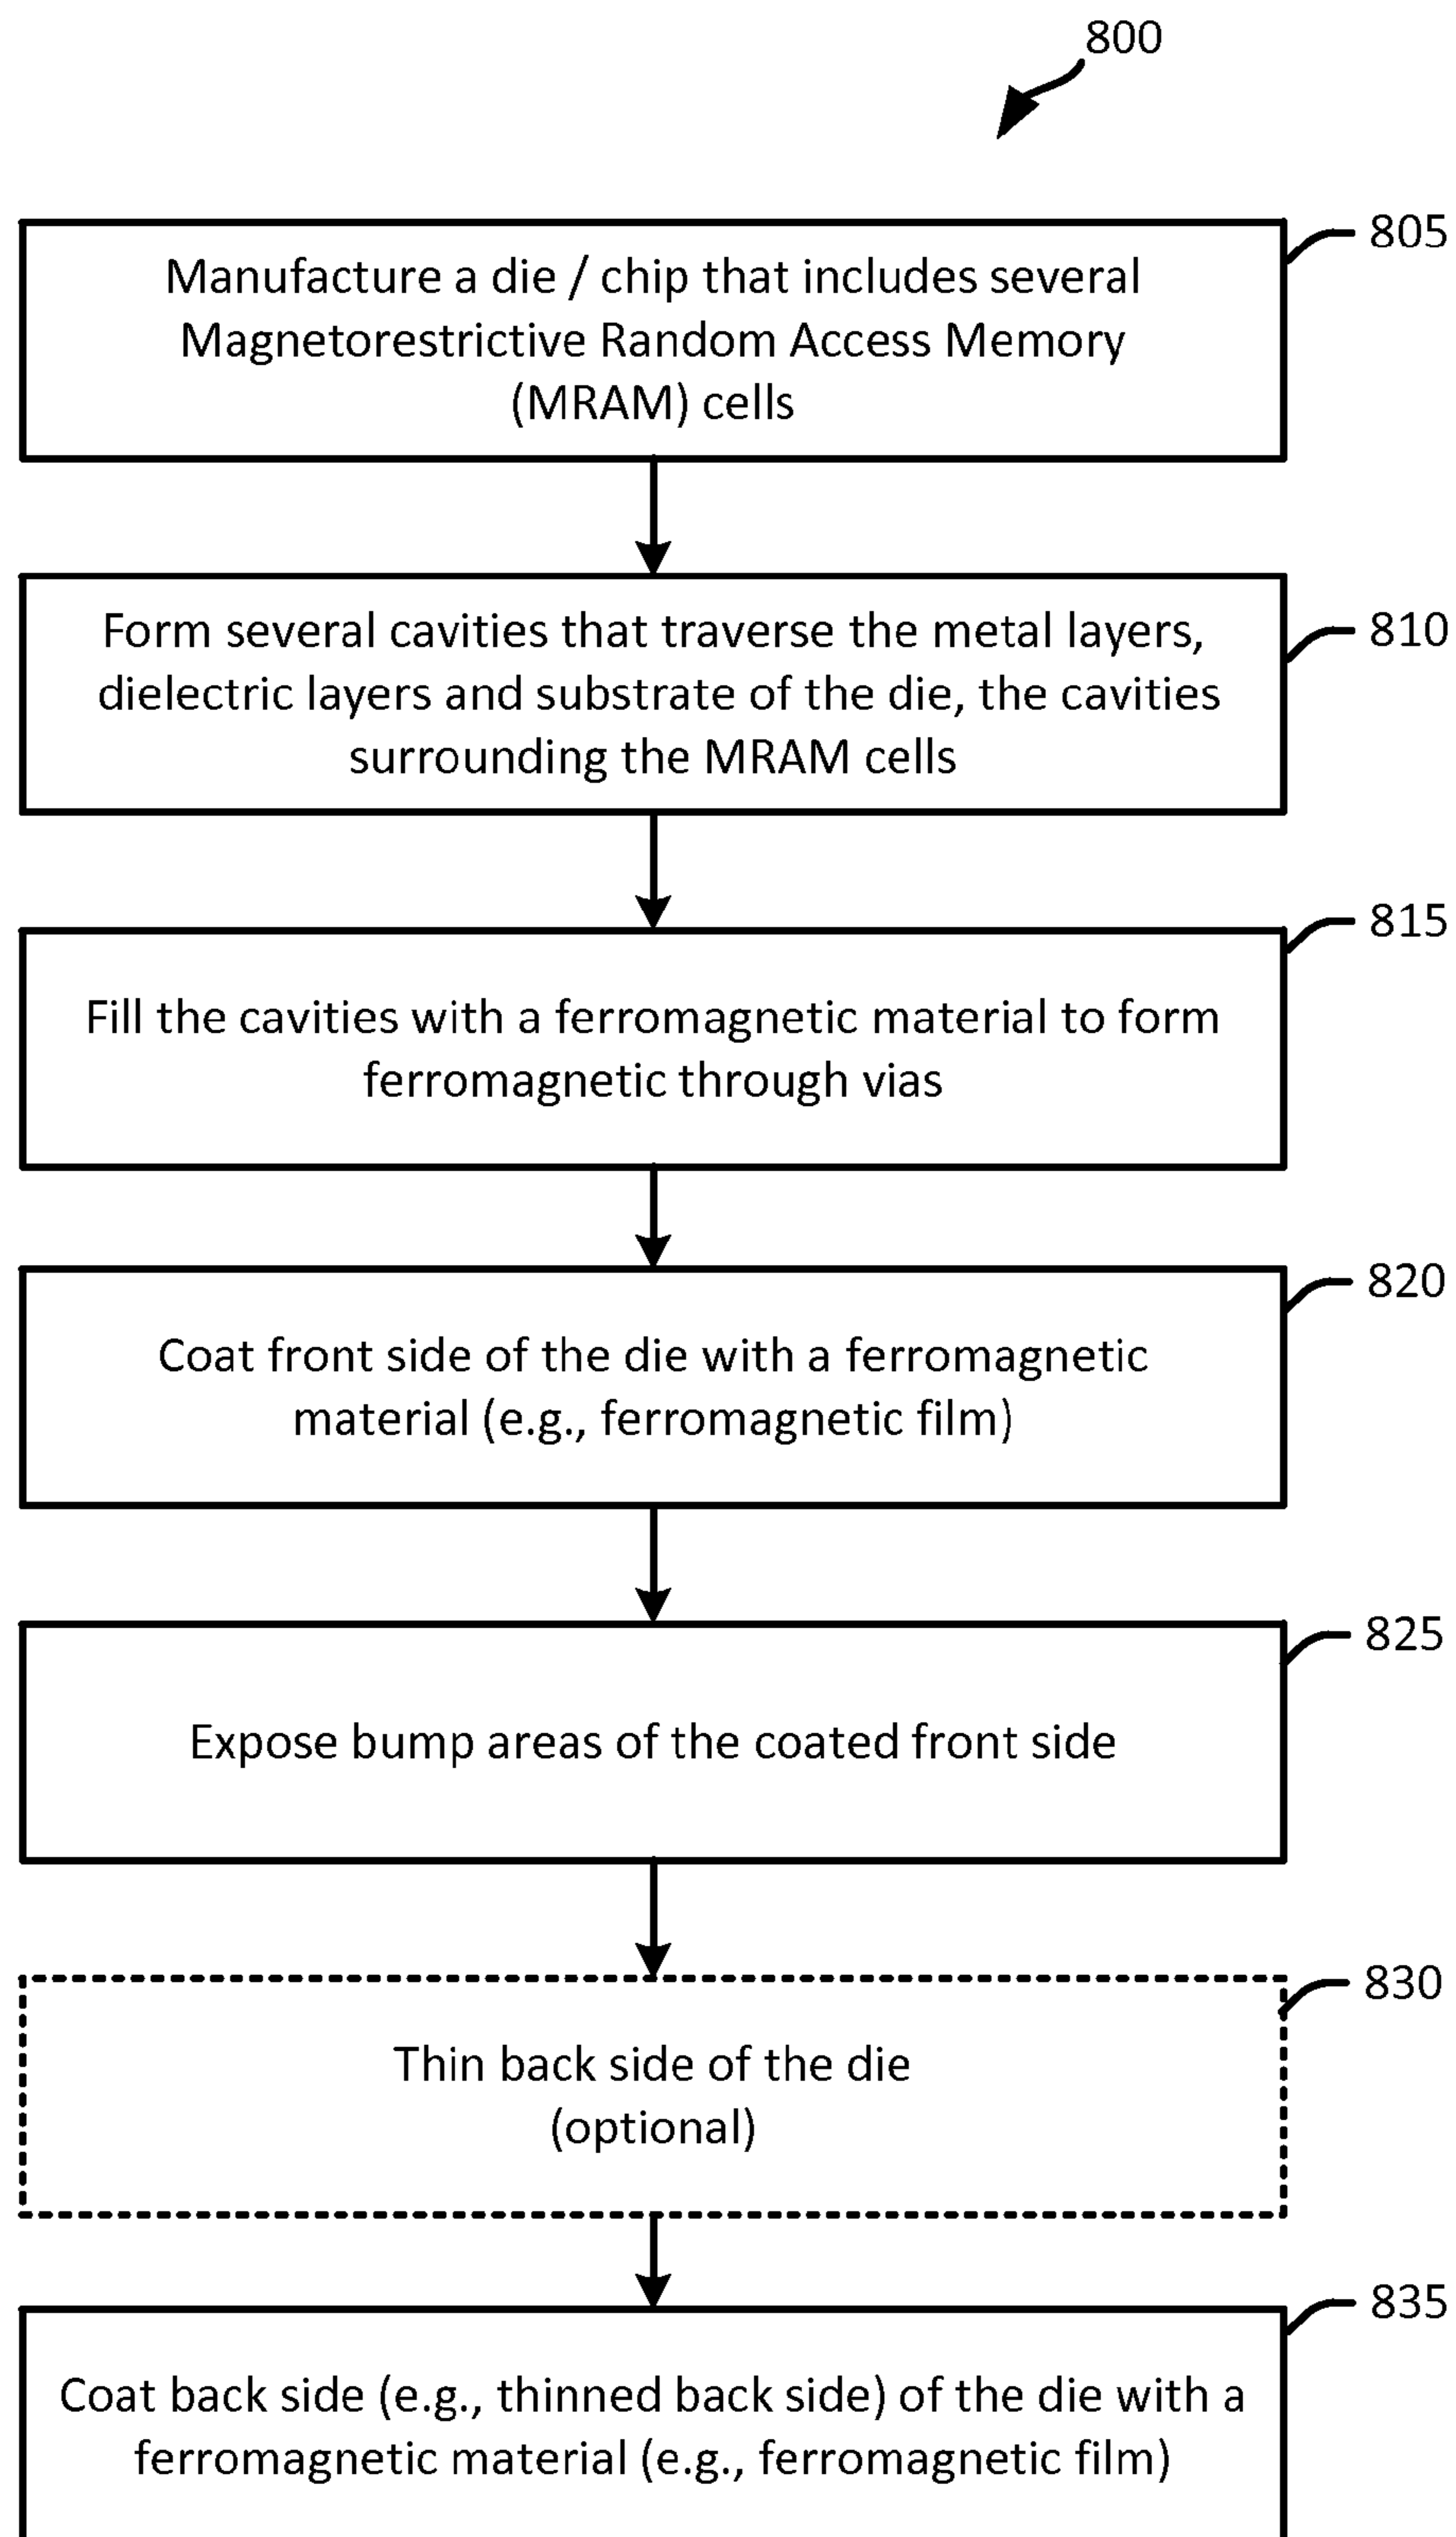 800
805
Manufacture a die / chip that includes several
Magnetorestrictive Random Access Memory
(MRAM) cells
810
Form several cavities that traverse the metal layers,
dielectric layers and substrate of the die, the cavities
surrounding the MRAM cells
815
Fill the cavities with a ferromagnetic material to form
ferromagnetic through vias
820
Coat front side of the die with a ferromagnetic
material (e.g., ferromagnetic film)
825
Expose bump areas of the coated front side
830
Thin back side of the die
(optional)
835
Coat back side (e.g., thinned back side) of the die with a
ferromagnetic material (e.g., ferromagnetic film)